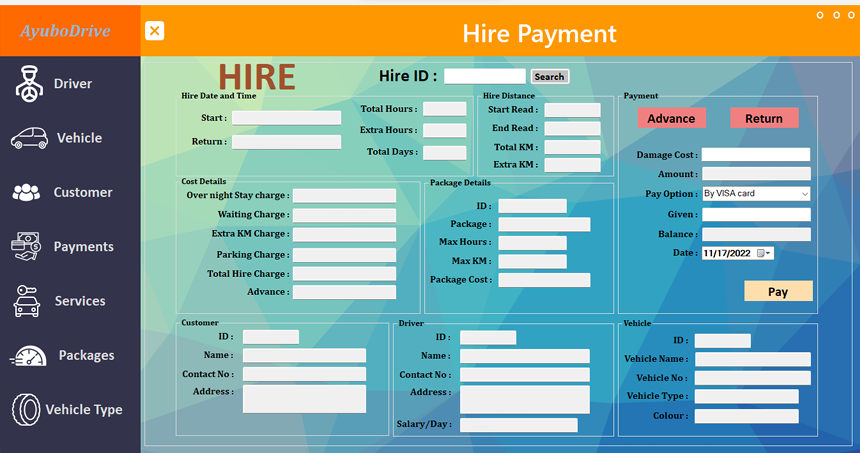 AyuboDrive
Hire Payment
Driver
Vehicle
Customer
Payments
Services
Packages
Vehicle Type
HIRE
Hire ID :
Search
Hire Date and Time
Start :
Return :
Total Hours :
Extra Hours :
Total Days :
Hire Distance
Start Read :
End Read :
Total KM :
Extra KM :
Payment
Advance
Return
Damage Cost :
Amount :
Pay Option :
By VISA card
Given :
Balance :
Date :
11/17/2022
Pay
Cost Details
Over night Stay charge :
Waiting Charge :
Extra KM Charge :
Parking Charge :
Total Hire Charge :
Advance :
Package Details
ID :
Package :
Max Hours :
Max KM :
Package Cost :
Customer
ID :
Name :
Contact No :
Address :
Driver
ID :
Name :
Contact No :
Address :
Salary/Day :
Vehicle
ID :
Vehicle Name :
Vehicle No :
Vehicle Type :
Colour :